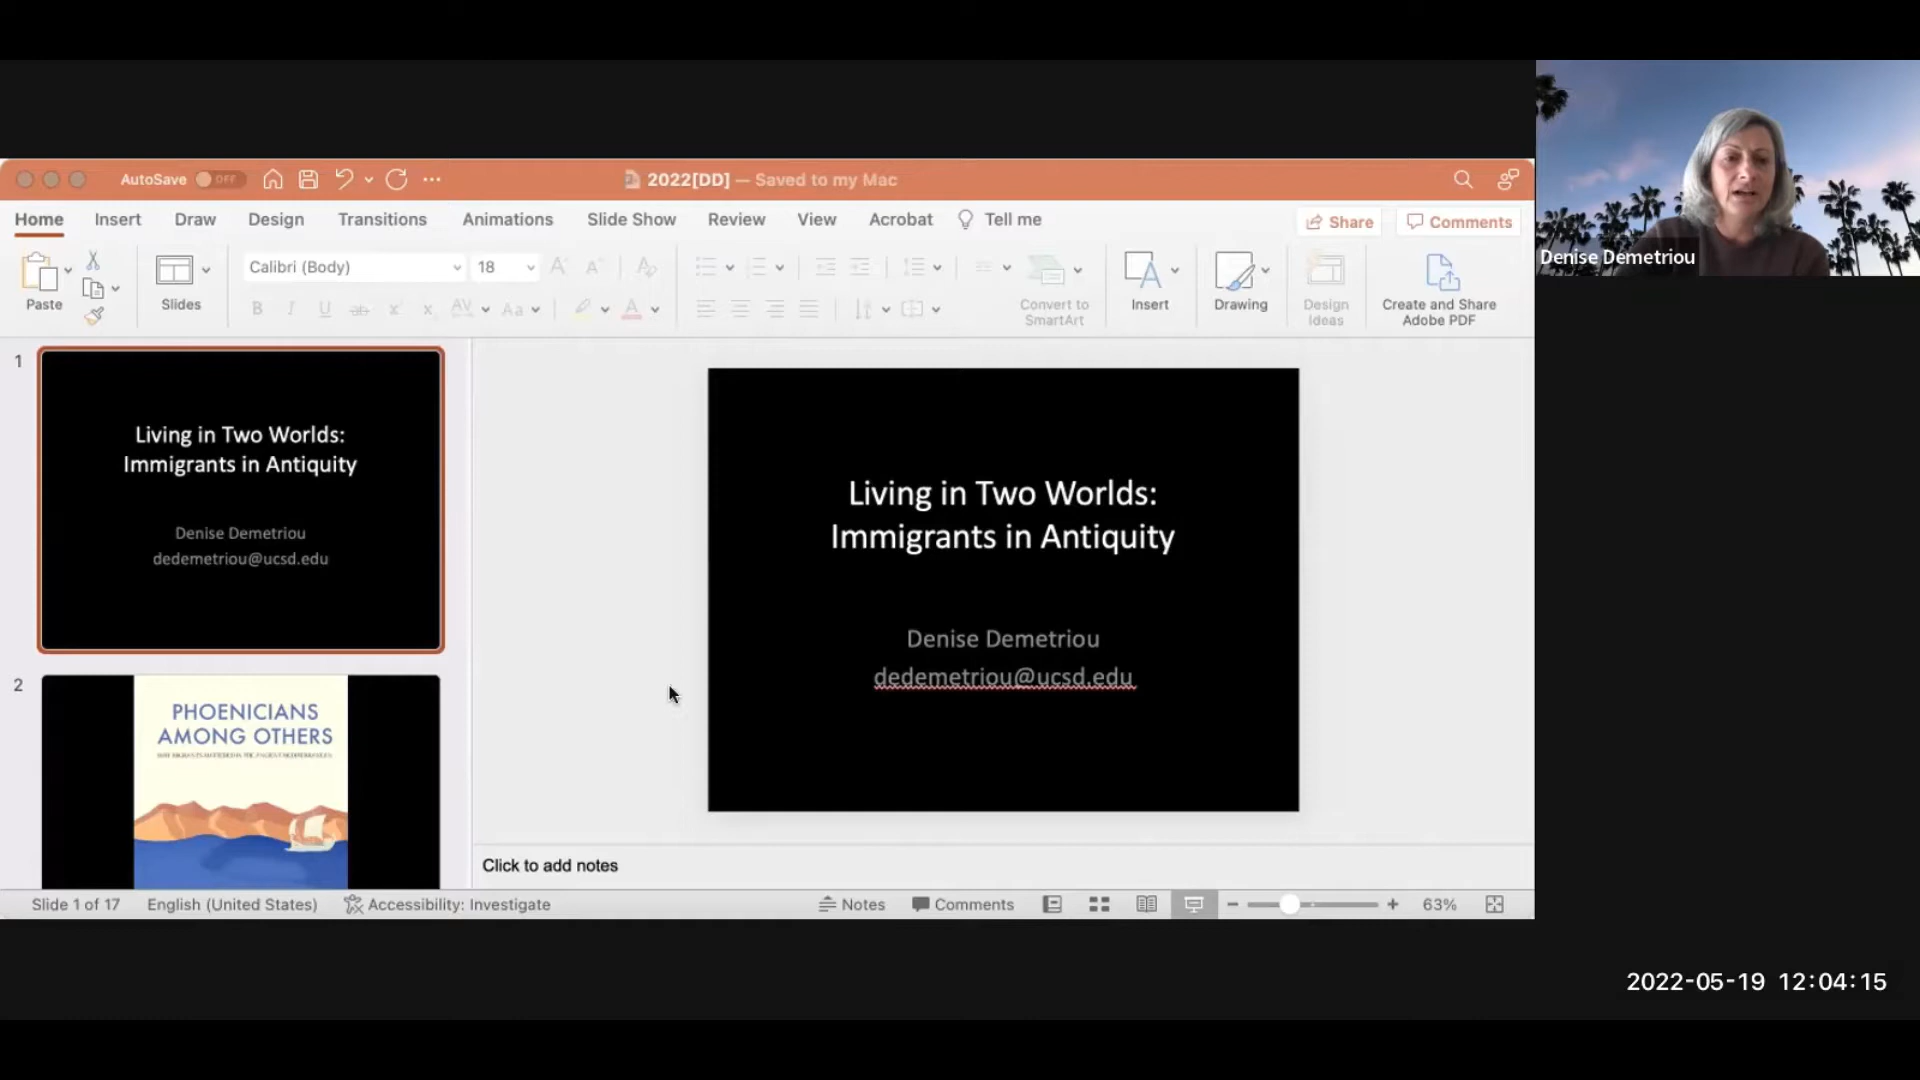 AutoSave OFF
2022[DD] — Saved to my Mac
Home Insert Draw Design Transitions Animations Slide Show Review View Acrobat Tell me
Share Comments
Paste
Slides
Calibri (Body) 18
Convert to
SmartArt
Insert
Drawing
Design
Ideas
Create and Share
Adobe PDF
1
Living in Two Worlds:
Immigrants in Antiquity
Denise Demetriou
dedemetriou@ucsd.edu
2
PHOENICIANS
AMONG OTHERS
Living in Two Worlds:
Immigrants in Antiquity
Denise Demetriou
dedemetriou@ucsd.edu
Click to add notes
Slide 1 of 17 English (United States) Accessibility: Investigate
Notes Comments 63%
Denise Demetriou
2022-05-19 12:04:15